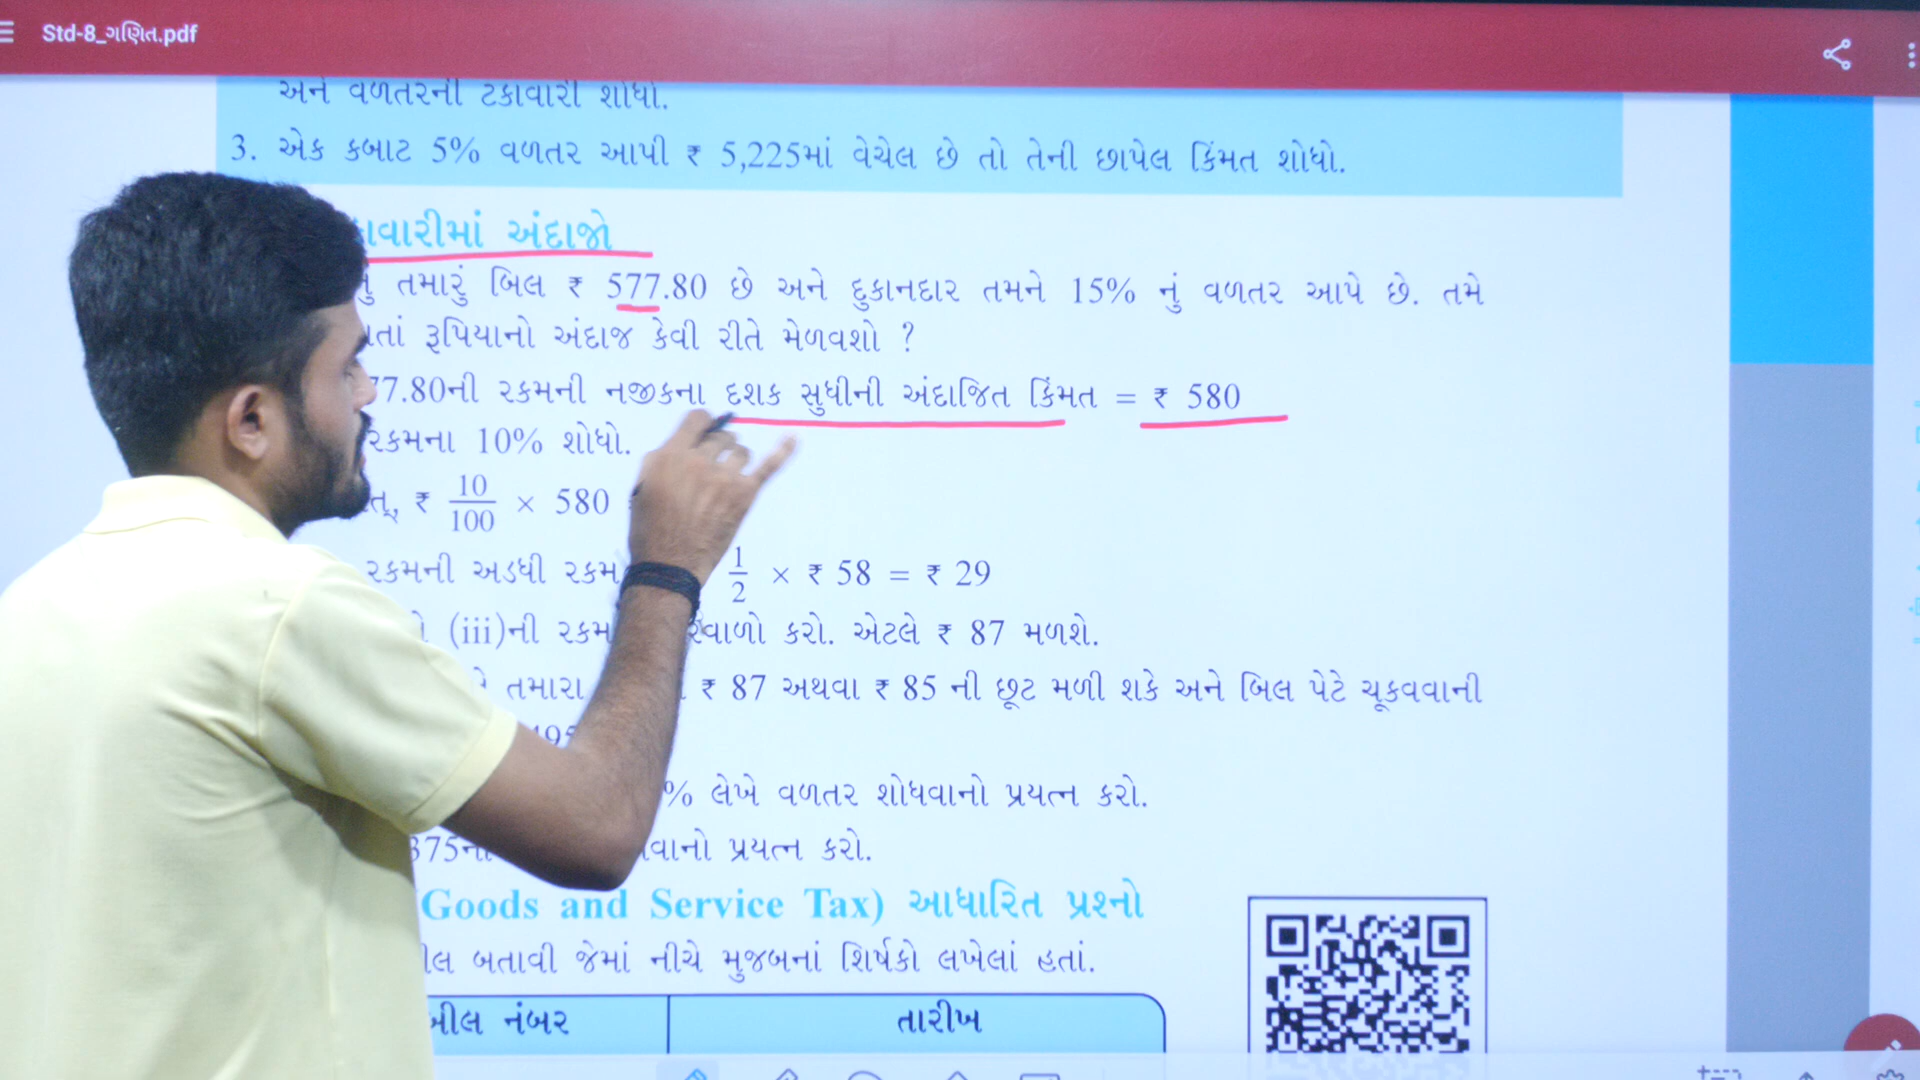 Std-8_ગણિત.pdf
અને વળતરની ટકાવારી શોધો.
3. એક કબાટ 5% વળતર આપી ₹ 5,225માં વેચેલ છે તો તેની છાપેલ કિંમત શોધો.
અંદાજો
તમારું બિલ ₹ 577.80 છે અને દુકાનદાર તમને 15% નું વળતર આપે છે. તમે
રૂપિયાનો અંદાજ કેવી રીતે મેળવશો ?
77.80ની રકમની નજીકના દશક સુધીની અંદાજિત કિંમત = ₹ 580
રકમના 10% શોધો.
₹ 10/100 × 580
રકમની અડધી રકમ 1/2 × ₹ 58 = ₹ 29
(iii)ની રકમ સરવાળો કરો. એટલે ₹ 87 મળશે.
તમારા ₹ 87 અથવા ₹ 85 ની છૂટ મળી શકે અને બિલ પેટે ચૂકવવાની
% લેખે વળતર શોધવાનો પ્રયત્ન કરો.
પ્રયત્ન કરો.
(Goods and Service Tax) આધારિત પ્રશ્નો
બતાવી જેમાં નીચે મુજબનાં શિર્ષકો લખેલાં હતાં.
બીલ નંબર તારીખ